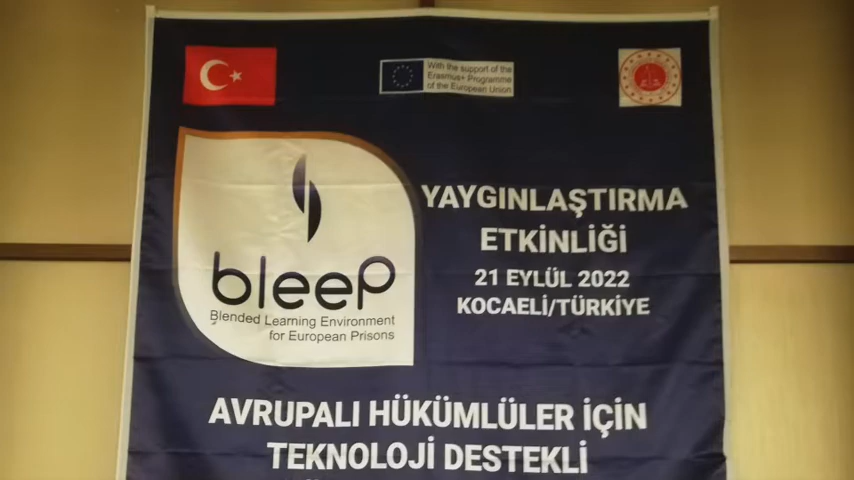 With the support of the
Erasmus+ Programme
of the European Union
YAYGINLAŞTIRMA
ETKİNLİĞİ
21 EYLÜL 2022
KOCAELİ/TÜRKİYE
bleep
Blended Learning Environment
for European Prisons
AVRUPALI HÜKÜMLÜLER İÇİN
TEKNOLOJİ DESTEKLİ